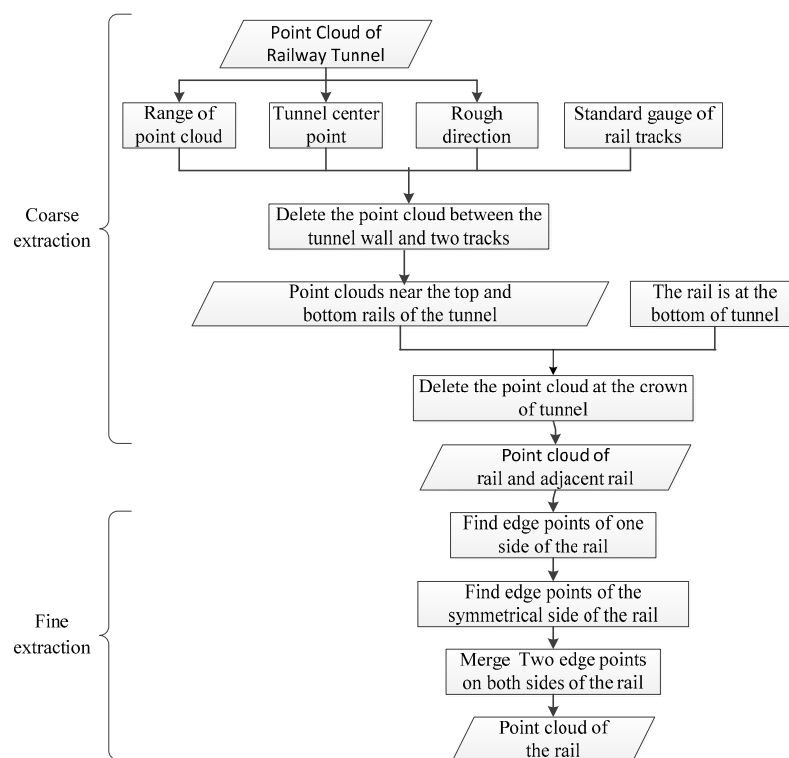 Point Cloud of
Railway Tunnel
Range of
point cloud
Tunnel center
point
Rough
direction
Standard gauge of
rail tracks
Coarse
extraction
Delete the point cloud between the
tunnel wall and two tracks
Point clouds near the top and
bottom rails of the tunnel
The rail is at the
bottom of tunnel
Delete the point cloud at the crown
of tunnel
Point cloud of
rail and adjacent rail
Find edge points of one
side of the rail
Find edge points of the
symmetrical side of the rail
Fine
extraction
Merge Two edge points
on both sides of the rail
Point cloud of
the rail